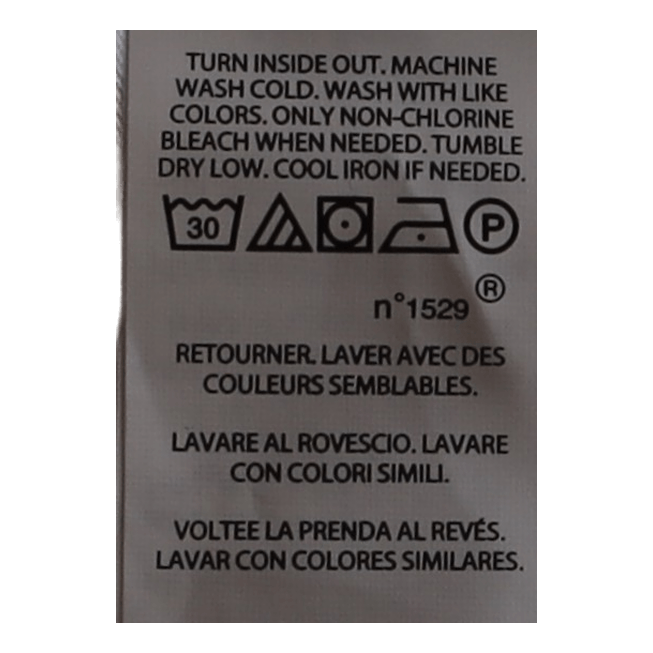 TURN INSIDE OUT. MACHINE
WASH COLD. WASH WITH LIKE
COLORS. ONLY NON-CHLORINE
BLEACH WHEN NEEDED. TUMBLE
DRY LOW. COOL IRON IF NEEDED.
30 P
n°1529 ®
RETOURNER. LAVER AVEC DES
COULEURS SEMBLABLES.
LAVARE AL ROVESCIO. LAVARE
CON COLORI SIMILI.
VOLTEE LA PRENDA AL REVÉS.
LAVAR CON COLORES SIMILARES.